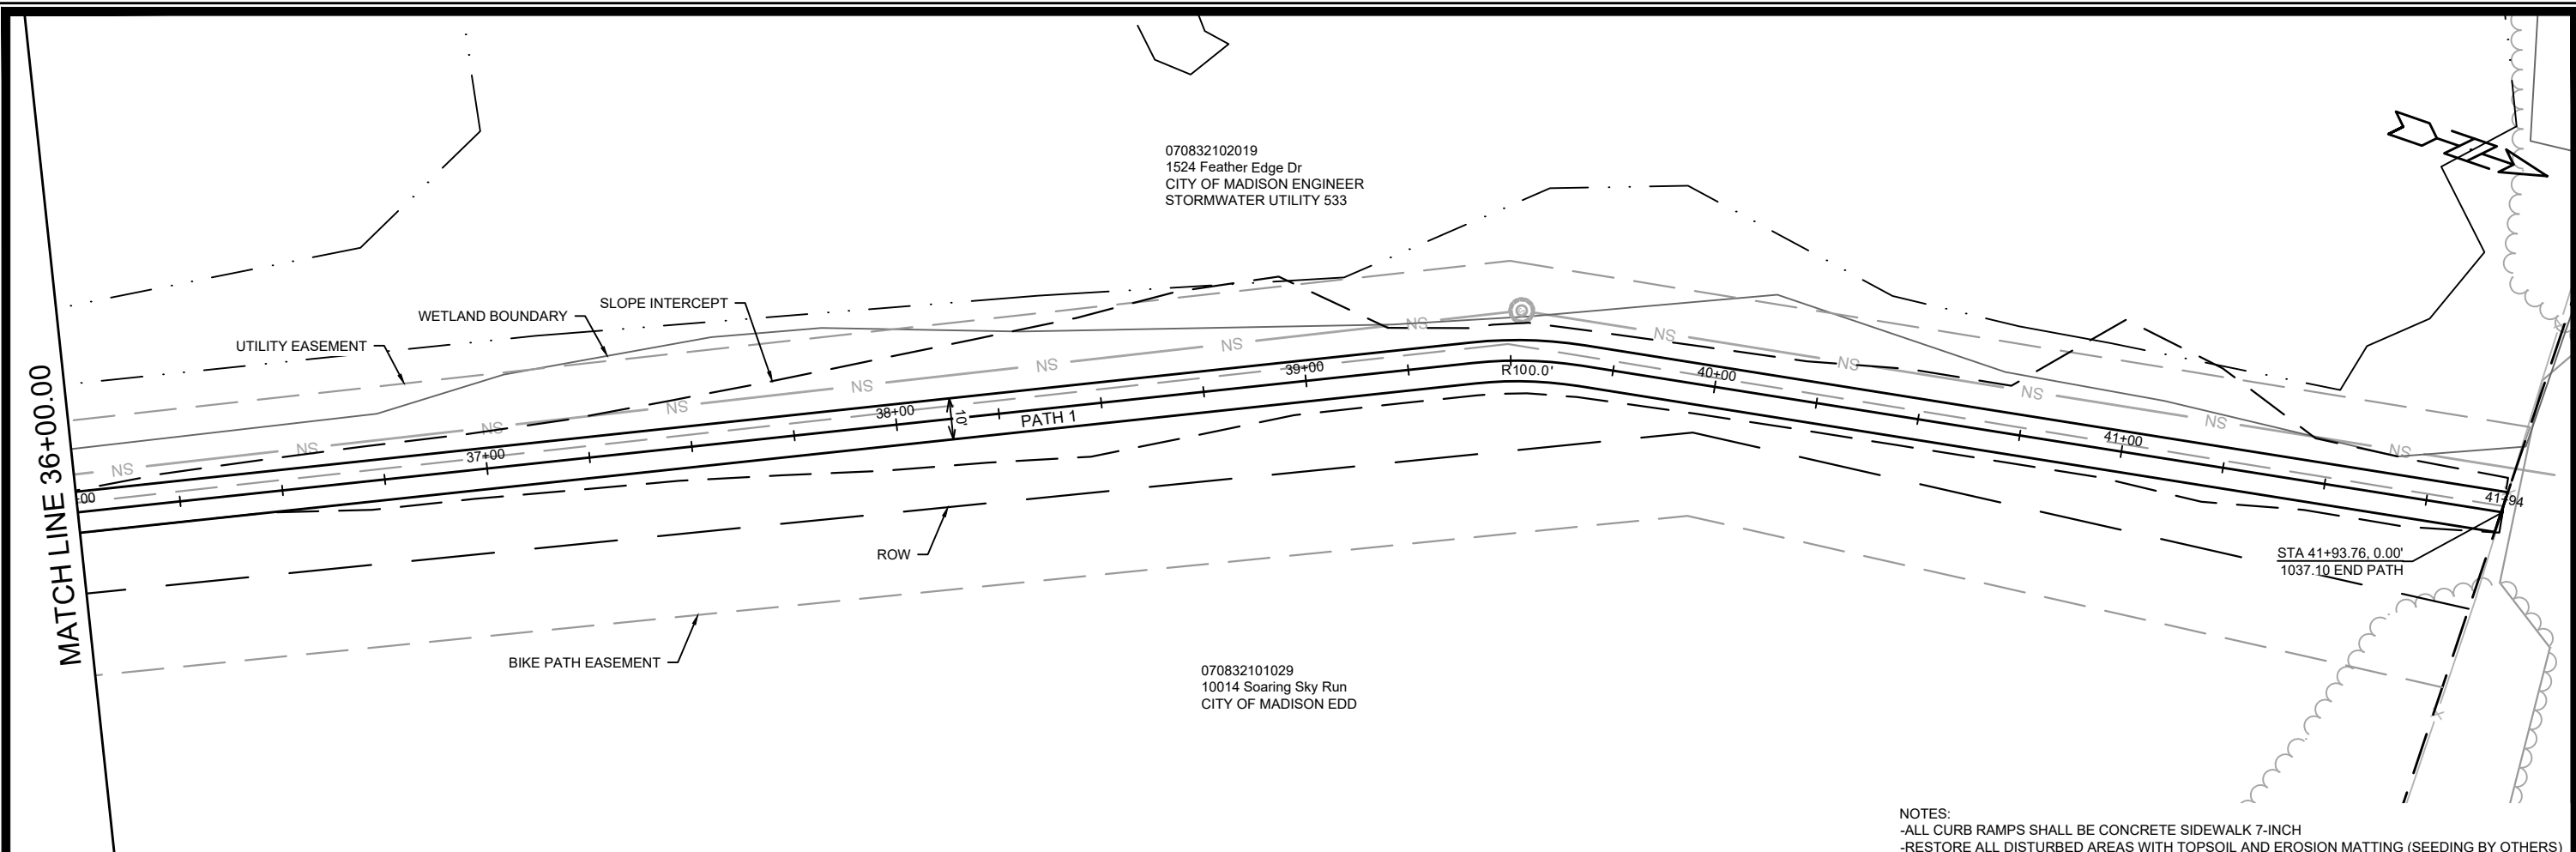 070832102019
1524 Feather Edge Dr
CITY OF MADISON ENGINEER
STORMWATER UTILITY 533
SLOPE INTERCEPT
WETLAND BOUNDARY
UTILITY EASEMENT
MATCH LINE 36+00.00
NS
NS
NS
NS
NS
NS
NS
NS
NS
NS
NS
NS
NS
NS
+00
37+00
38+00
10'
PATH 1
39+00
R100.0'
40+00
41+00
41+94
ROW
STA 41+93.76, 0.00'
1037.10 END PATH
BIKE PATH EASEMENT
070832101029
10014 Soaring Sky Run
CITY OF MADISON EDD
NOTES:
-ALL CURB RAMPS SHALL BE CONCRETE SIDEWALK 7-INCH
-RESTORE ALL DISTURBED AREAS WITH TOPSOIL AND EROSION MATTING (SEEDING BY OTHERS)